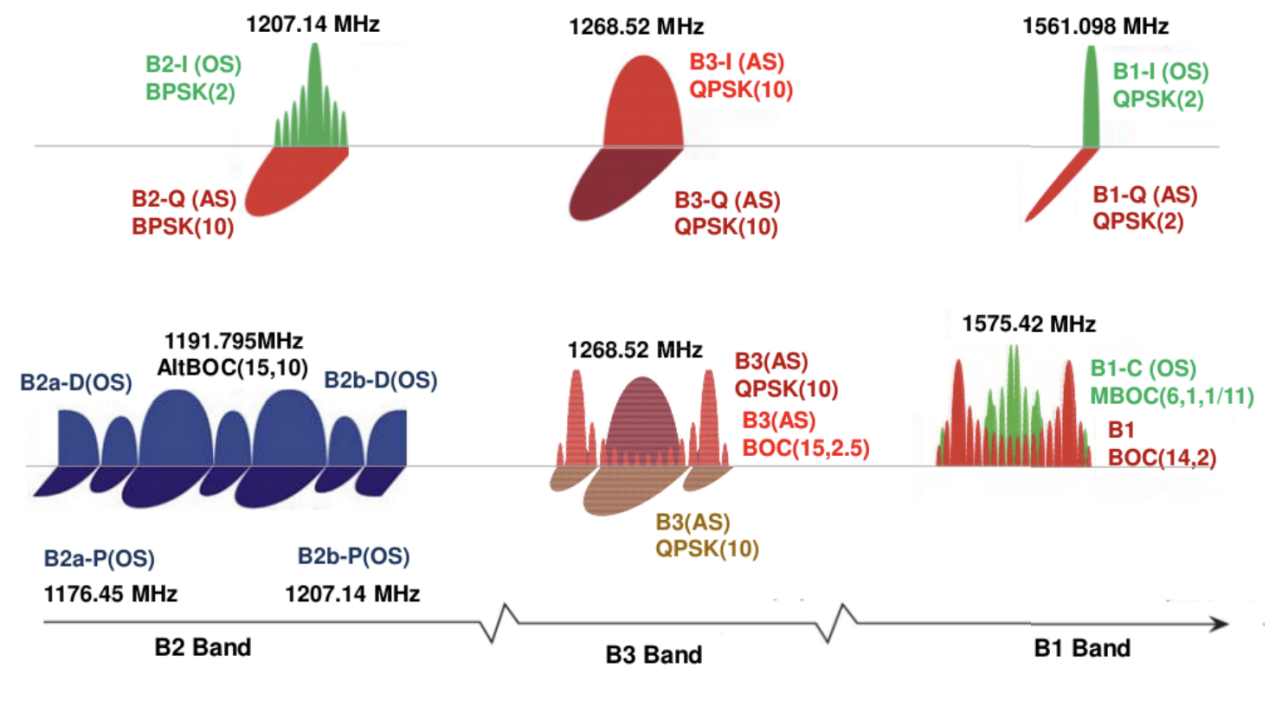 1207.14 MHz
B2-I (OS)
BPSK(2)
B2-Q (AS)
BPSK(10)
1268.52 MHz
B3-I (AS)
QPSK(10)
B3-Q (AS)
QPSK(10)
1561.098 MHz
B1-I (OS)
QPSK(2)
B1-Q (AS)
QPSK(2)
1191.795MHz
AltBOC(15,10)
B2a-D(OS)
B2b-D(OS)
B2a-P(OS)
1176.45 MHz
B2b-P(OS)
1207.14 MHz
1268.52 MHz
B3(AS)
QPSK(10)
B3(AS)
BOC(15,2.5)
B3(AS)
QPSK(10)
1575.42 MHz
B1-C (OS)
MBOC(6,1,1/11)
B1
BOC(14,2)
B2 Band
B3 Band
B1 Band